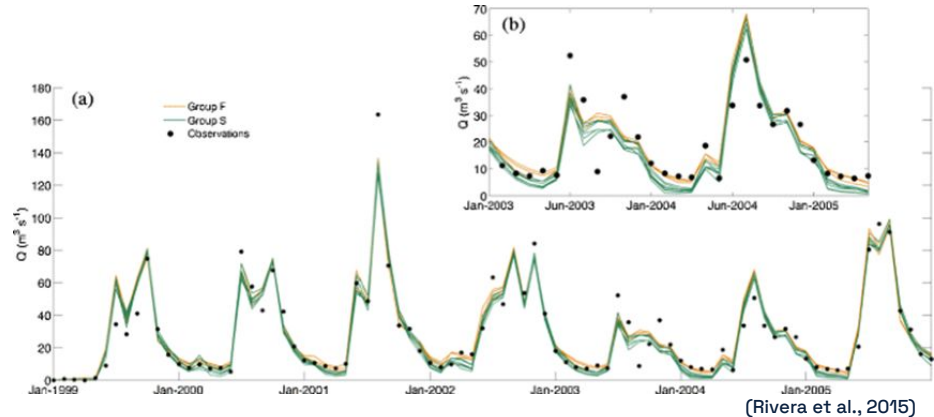 (a)
Group F
Group S
Observations
Q (m³ s⁻¹)
180
160
140
120
100
80
60
40
20
0
Jan-1999
Jan-2000
Jan-2001
Jan-2002
Jan-2003
Jan-2004
Jan-2005
(b)
Q (m³ s⁻¹)
70
60
50
40
30
20
10
0
Jan-2003
Jun-2003
Jan-2004
Jun-2004
Jan-2005
(Rivera et al., 2015)